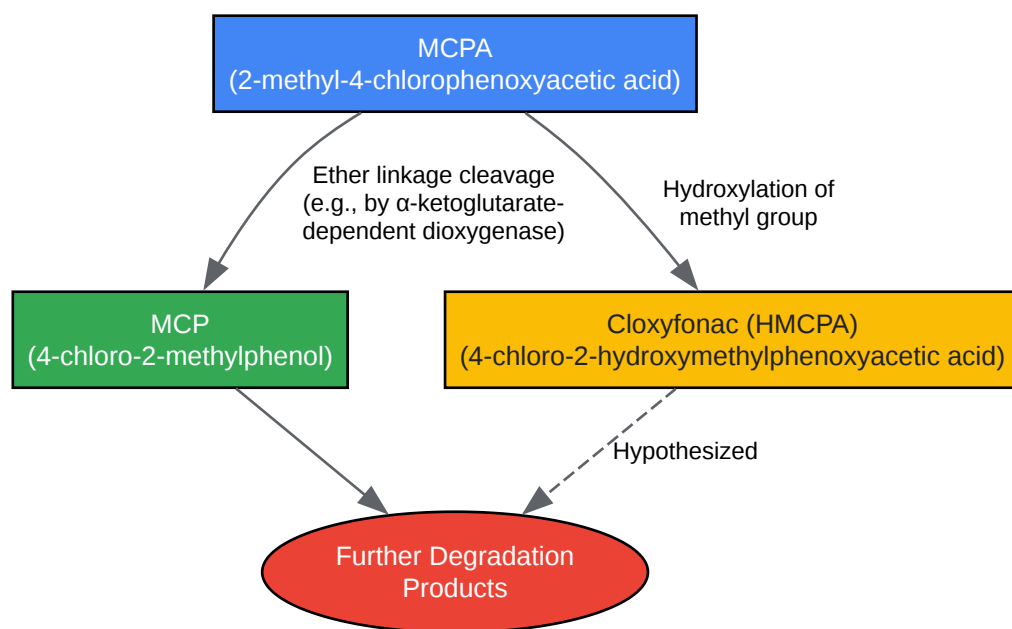 MCPA
(2-methyl-4-chlorophenoxyacetic acid)
Ether linkage cleavage
(e.g., by α-ketoglutarate-
dependent dioxygenase)
Hydroxylation of
methyl group
MCP
(4-chloro-2-methylphenol)
Cloxyfonac (HMCPA)
(4-chloro-2-hydroxymethylphenoxyacetic acid)
Hypothesized
Further Degradation
Products